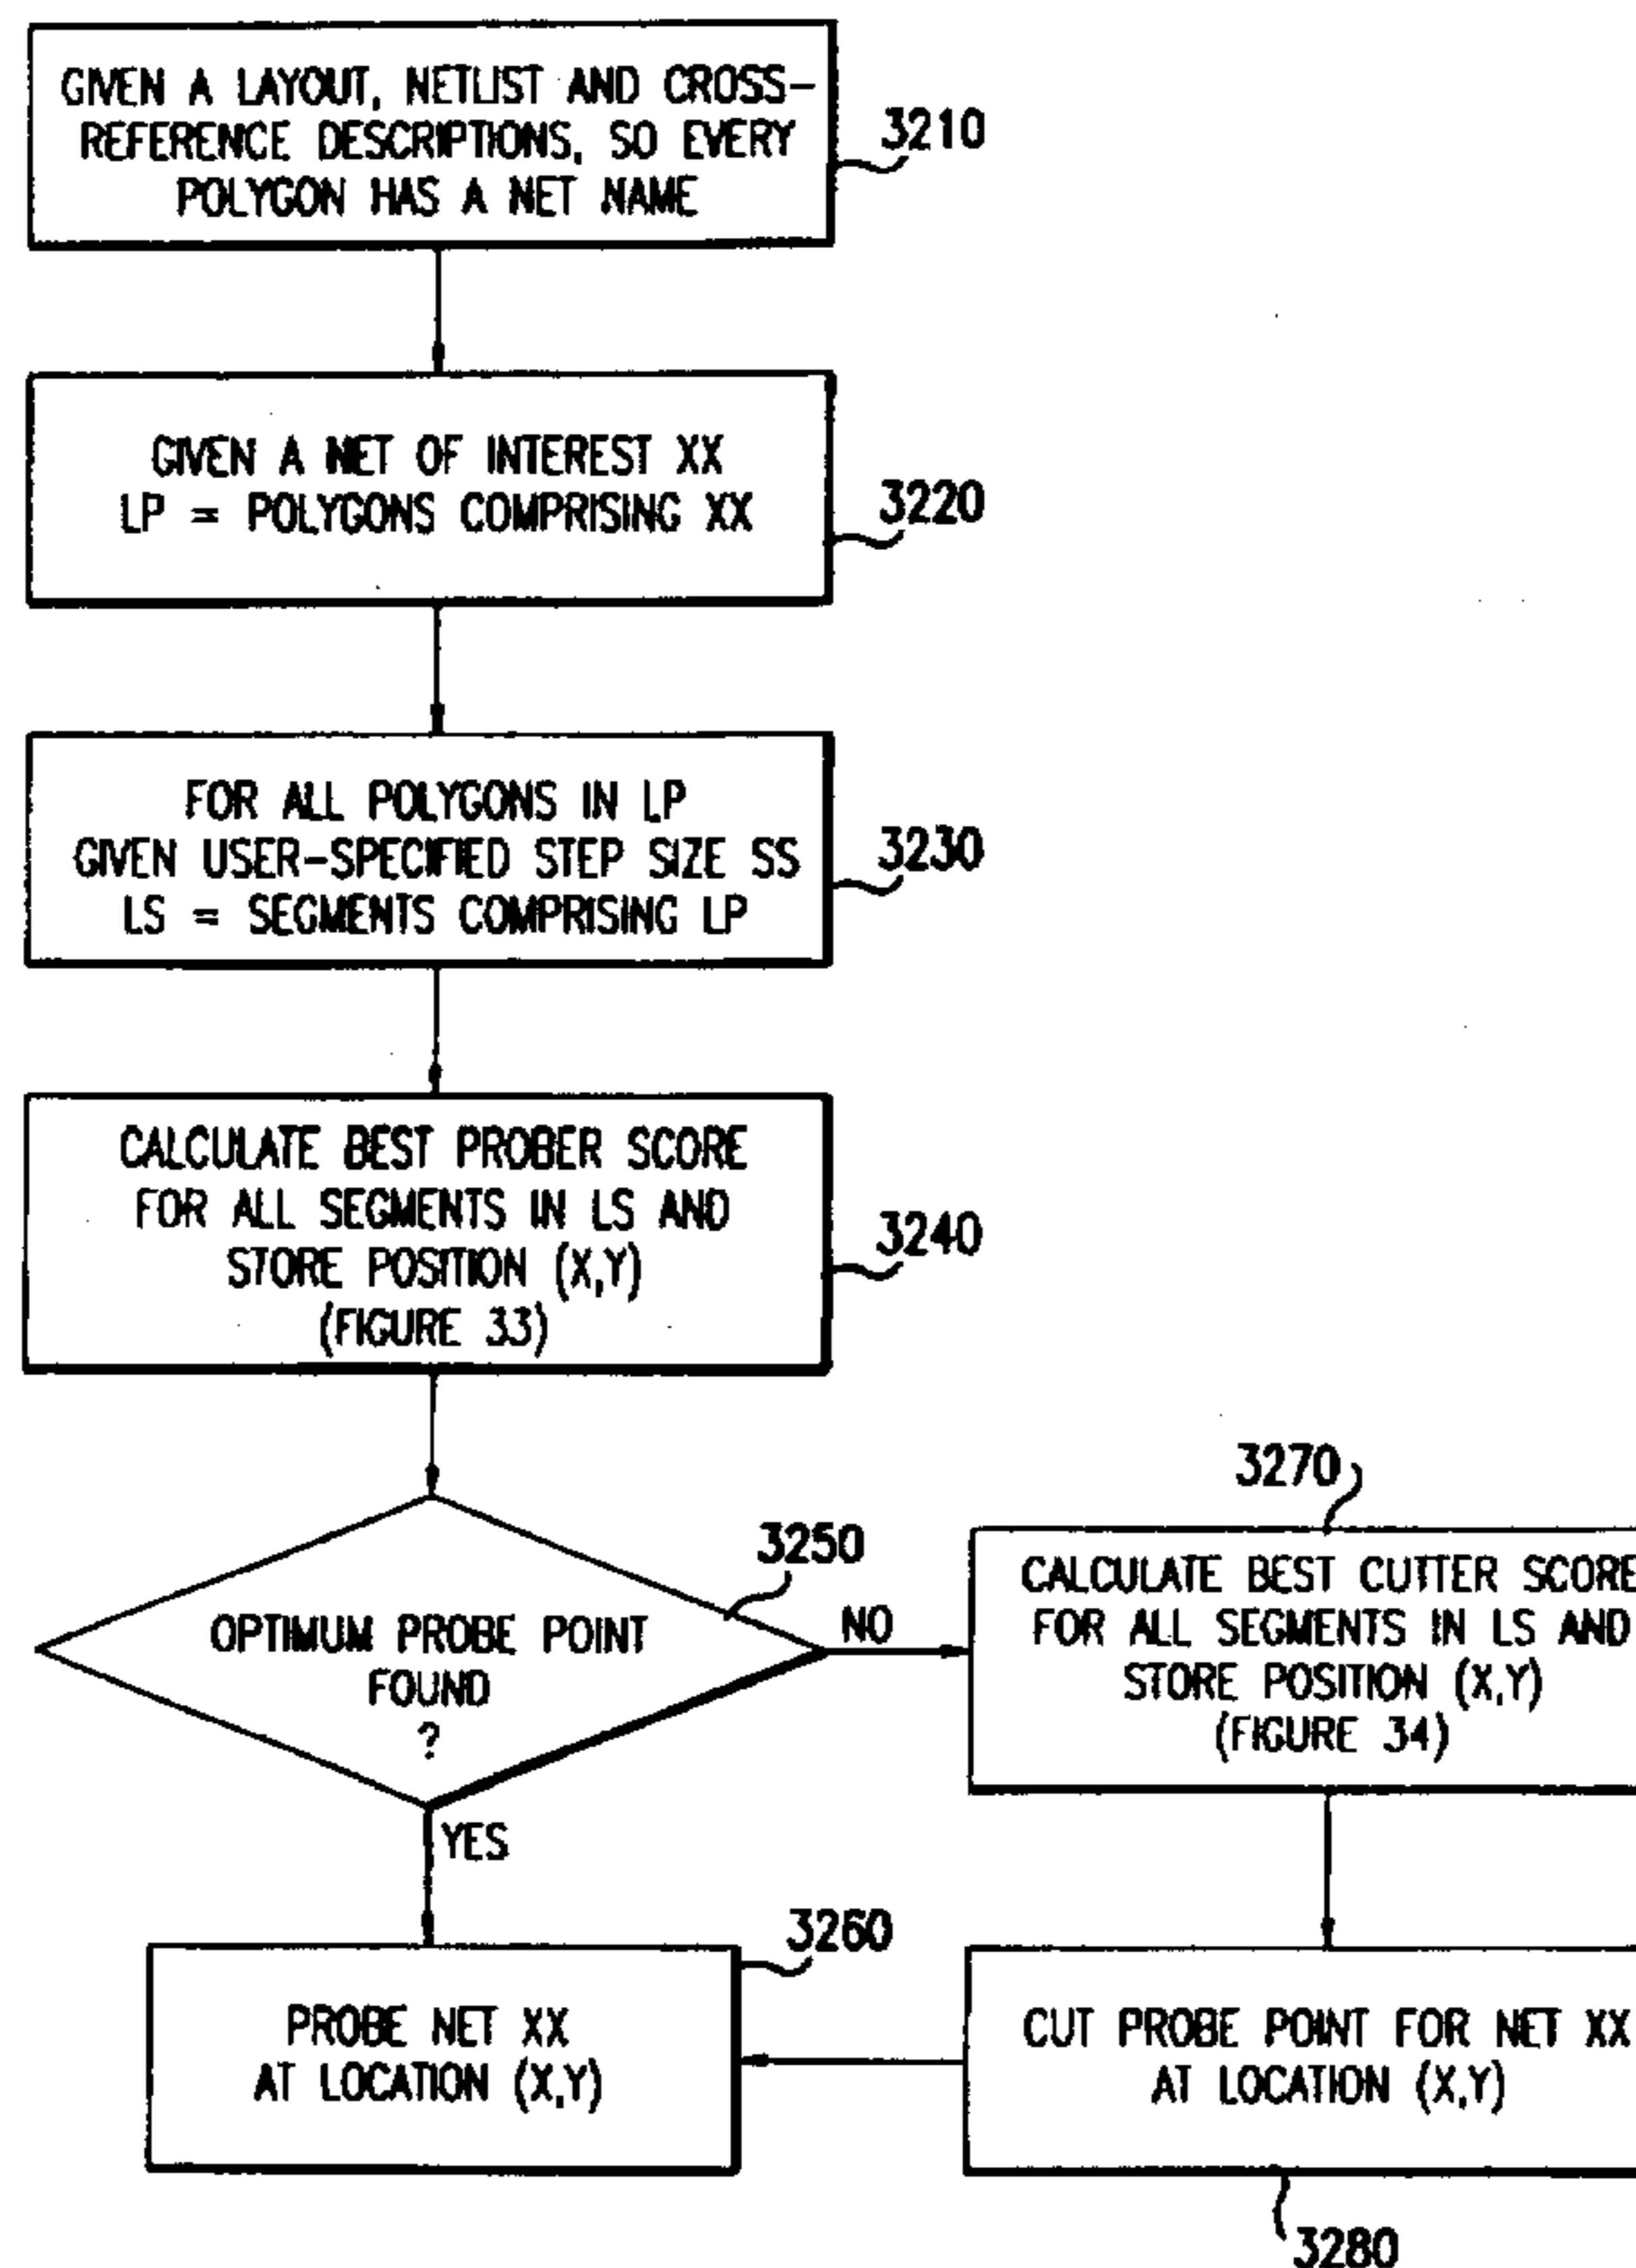 GIVEN A LAYOUT, NETLIST AND CROSS-
REFERENCE DESCRIPTIONS, SO EVERY
POLYGON HAS A NET NAME
3210
GIVEN A NET OF INTEREST XX
LP = POLYGONS COMPRISING XX
3220
FOR ALL POLYGONS IN LP
GIVEN USER-SPECIFIED STEP SIZE SS
LS = SEGMENTS COMPRISING LP
3230
CALCULATE BEST PROBER SCORE
FOR ALL SEGMENTS IN LS AND
STORE POSITION (X,Y)
(FIGURE 33)
3240
OPTIMUM PROBE POINT
FOUND
?
3250
NO
YES
3270
CALCULATE BEST CUTTER SCORE
FOR ALL SEGMENTS IN LS AND
STORE POSITION (X,Y)
(FIGURE 34)
PROBE NET XX
AT LOCATION (X,Y)
3260
CUT PROBE POINT FOR NET XX
AT LOCATION (X,Y)
3280